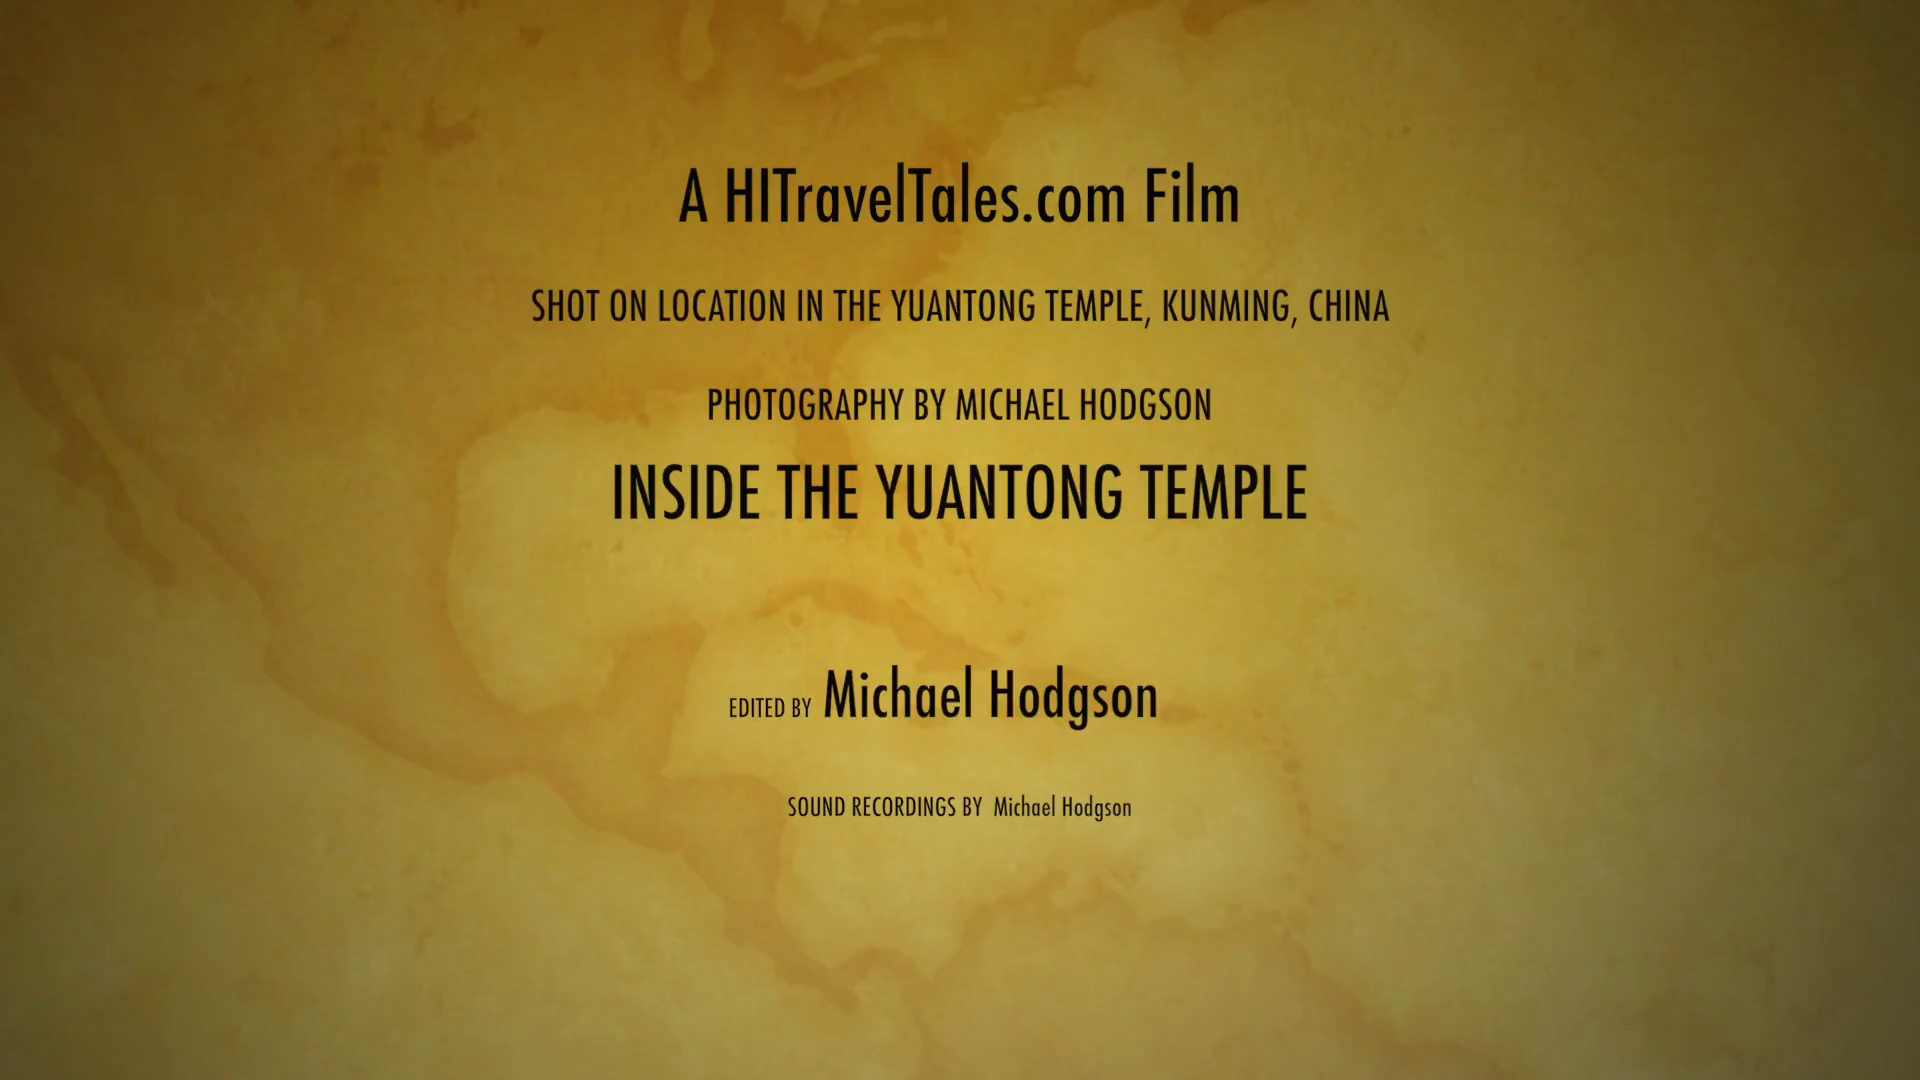 A HITravelTales.com Film
SHOT ON LOCATION IN THE YUANTONG TEMPLE, KUNMING, CHINA
PHOTOGRAPHY BY MICHAEL HODGSON
INSIDE THE YUANTONG TEMPLE
EDITED BY Michael Hodgson
SOUND RECORDINGS BY Michael Hodgson